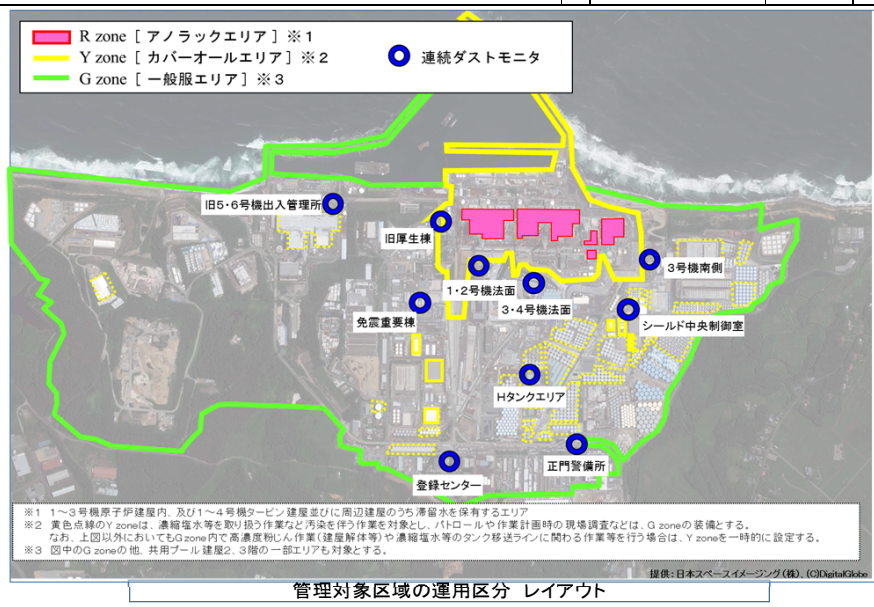 R zone [ アノラックエリア ] ※1
Y zone [ カバーオールエリア ] ※2
G zone [ 一般服エリア ] ※3
連続ダストモニタ
旧5・6号機出入管理所
旧厚生棟
1・2号機法面
3号機南側
3・4号機法面
免震重要棟
シールド中央制御室
Hタンクエリア
正門警備所
登録センター
※1 1～3号機原子炉建屋内、及び1～4号機タービン建屋並びに周辺建屋のうち滞留水を保有するエリア
※2 黄色点線のY zoneは、濃縮塩水等を取り扱う作業など汚染を伴う作業を対象とし、パトロールや作業計画時の現場調査などは、G zoneの装備とする。
なお、上図以外においてもG zone内で高濃度粉じん作業（建屋解体等）や濃縮塩水等のタンク移送ラインに関わる作業等を行う場合は、Y zoneを一時的に設定する。
※3 図中のG zoneの他、共用プール建屋2．3階の一部エリアも対象とする。
提供：日本スペースイメージング（株）、(C)DigitalGlobe
管理対象区域の運用区分 レイアウト